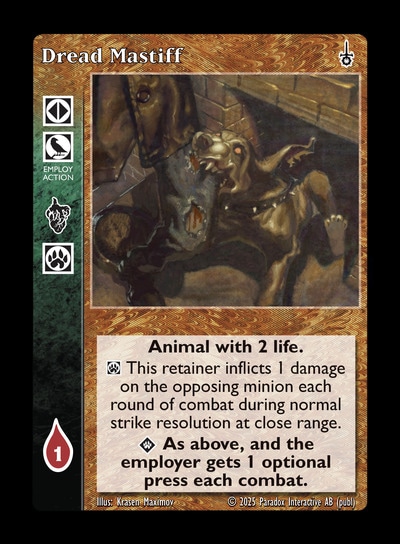 Dread Mastiff
EMPLOY
ACTION
Animal with 2 life.
This retainer inflicts 1 damage
on the opposing minion each
round of combat during normal
strike resolution at close range.
As above, and the
employer gets 1 optional
press each combat.
1
Illus: Krasen Maximov © 2025 Paradox Interactive AB (publ)